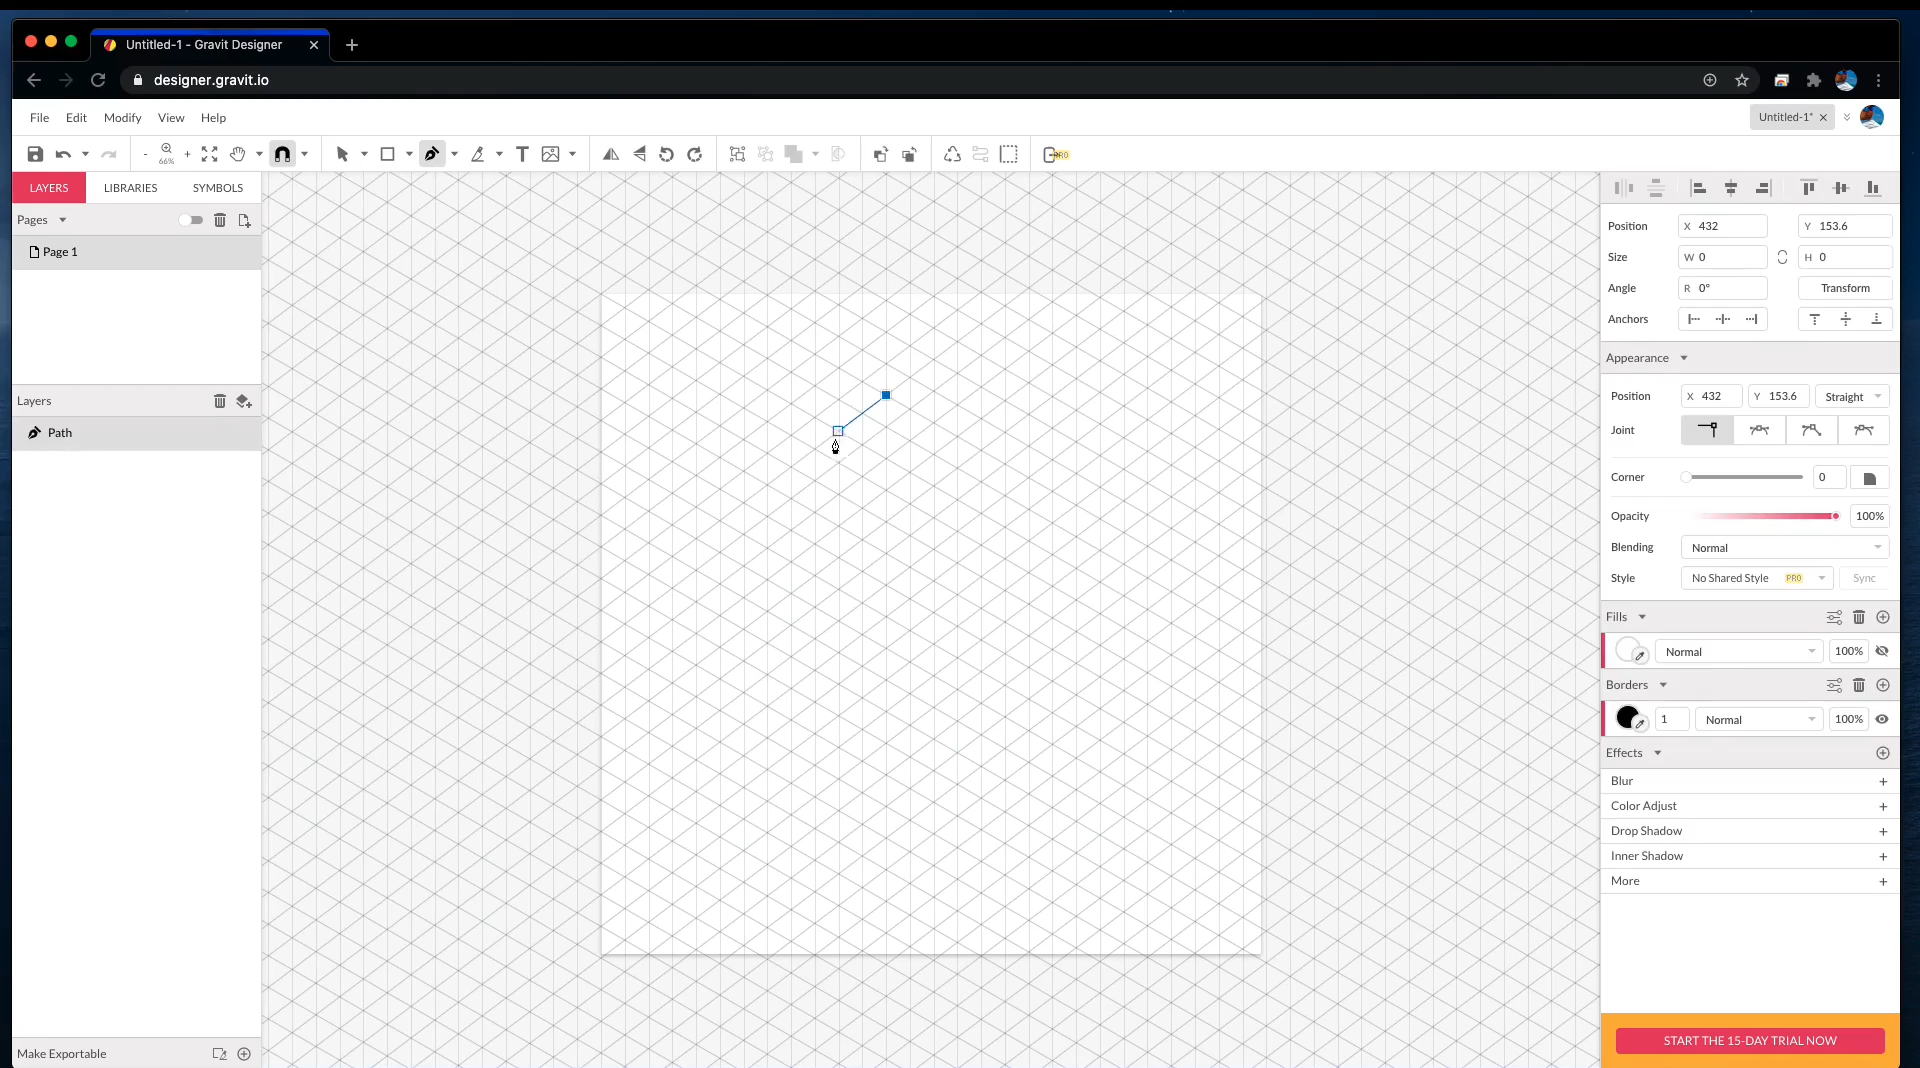 Untitled-1 - Gravit Designer
designer.gravit.io
File Edit Modify View Help
Untitled-1*
- 66% +
PRO
LAYERS LIBRARIES SYMBOLS
Pages
Page 1
Layers
Path
Make Exportable
Position X 432 Y 153.6
Size W 0 H 0
Angle R 0° Transform
Anchors
Appearance
Position X 432 Y 153.6 Straight
Joint
Corner 0
Opacity 100%
Blending Normal
Style No Shared Style PRO Sync
Fills
Normal 100%
Borders
1 Normal 100%
Effects
Blur +
Color Adjust +
Drop Shadow +
Inner Shadow +
More +
START THE 15-DAY TRIAL NOW